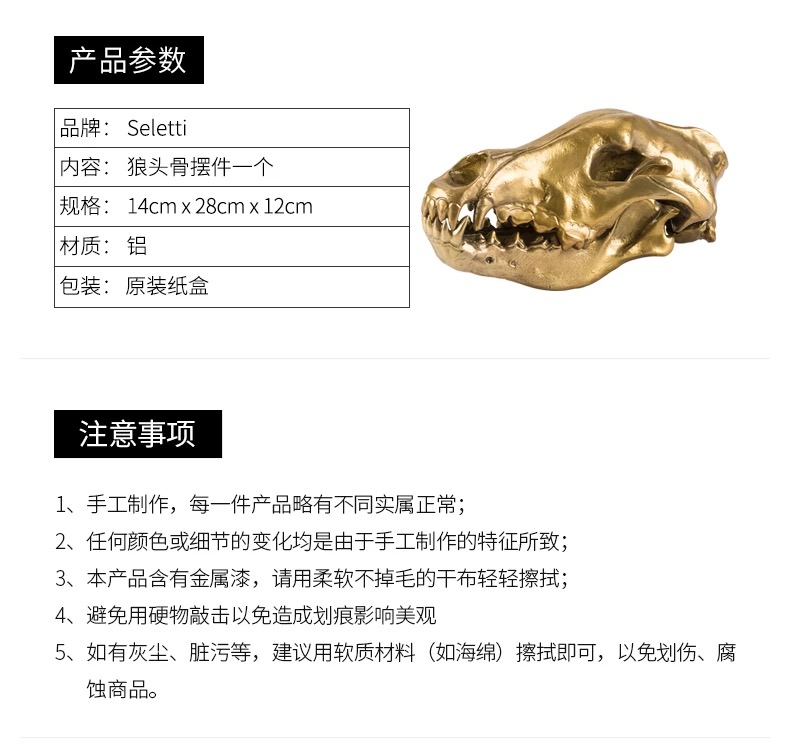 产品参数
品牌： Seletti
内容： 狼头骨摆件一个
规格： 14cm x 28cm x 12cm
材质： 铝
包装： 原装纸盒
注意事项
1、手工制作，每一件产品略有不同实属正常；
2、任何颜色或细节的变化均是由于手工制作的特征所致；
3、本产品含有金属漆，请用柔软不掉毛的干布轻轻擦拭；
4、避免用硬物敲击以免造成划痕影响美观
5、如有灰尘、脏污等，建议用软质材料（如海绵）擦拭即可，以免划伤、腐
蚀商品。